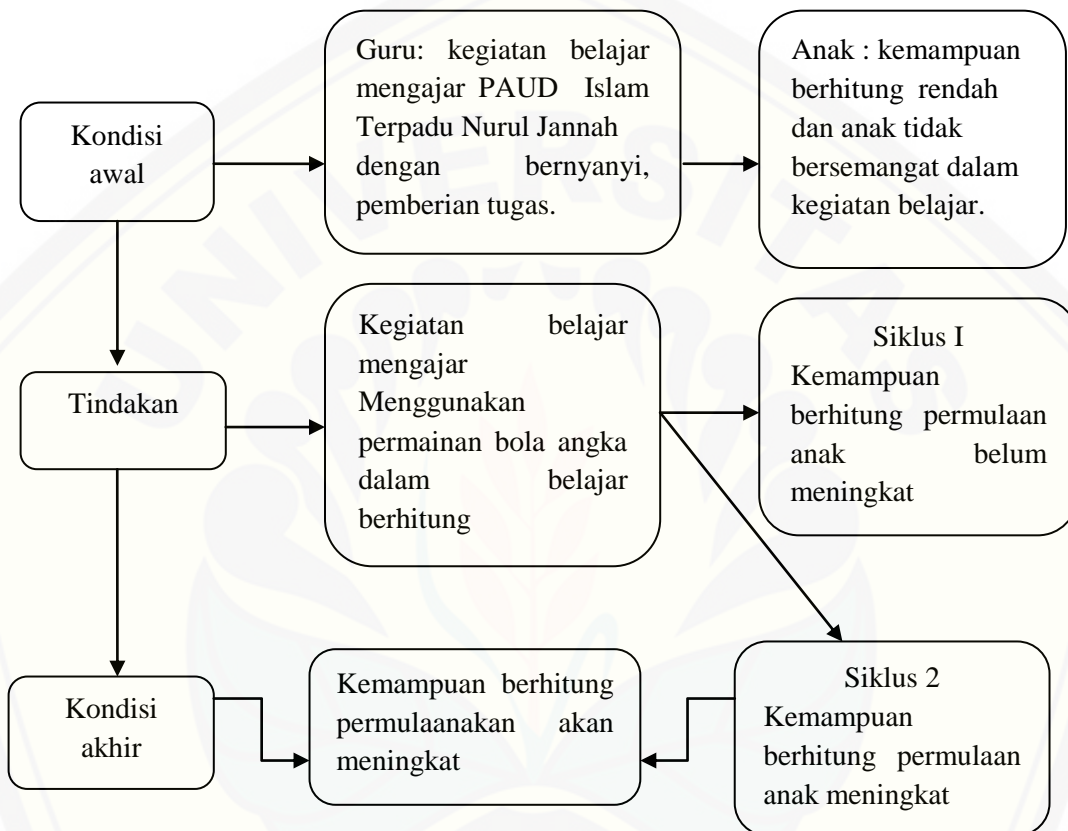 Kondisi
awal
Guru: kegiatan belajar
mengajar PAUD Islam
Terpadu Nurul Jannah
dengan bernyanyi,
pemberian tugas.
Anak : kemampuan
berhitung rendah
dan anak tidak
bersemangat dalam
kegiatan belajar.
Tindakan
Kegiatan belajar
mengajar
Menggunakan
permainan bola angka
dalam belajar
berhitung
Siklus I
Kemampuan
berhitung permulaan
anak belum
meningkat
Kondisi
akhir
Kemampuan berhitung
permulaanakan akan
meningkat
Siklus 2
Kemampuan
berhitung permulaan
anak meningkat
UNIVERSITAS